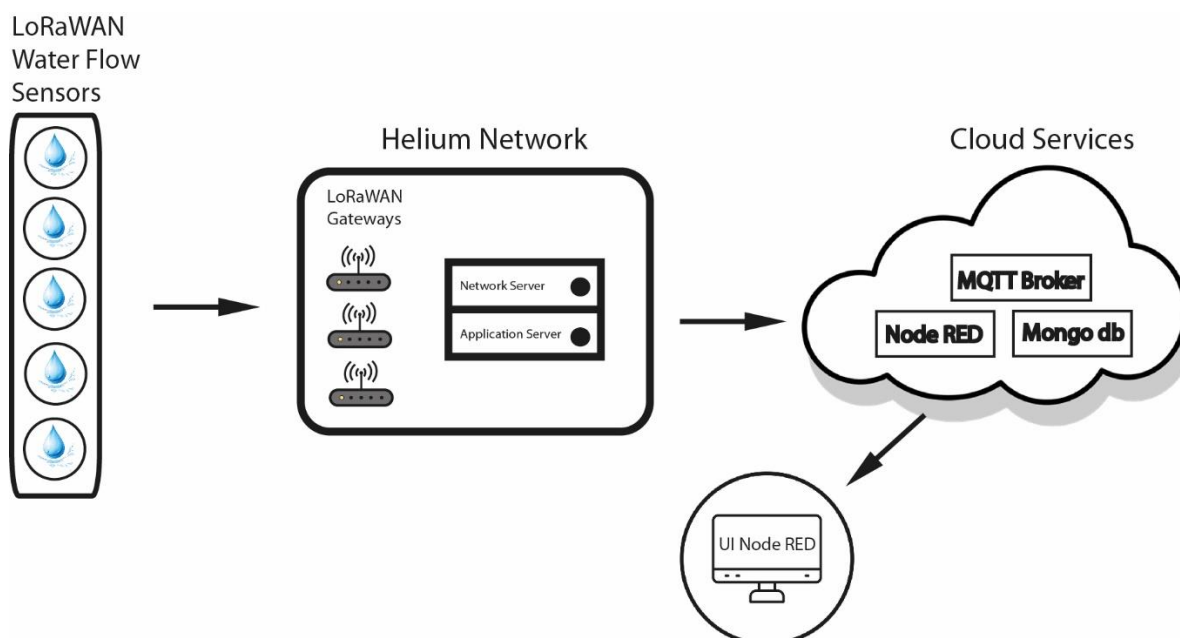 LoRaWAN
Water Flow
Sensors
Helium Network
LoRaWAN
Gateways
Network Server
Application Server
Cloud Services
MQTT Broker
Node RED
Mongo db
UI Node RED